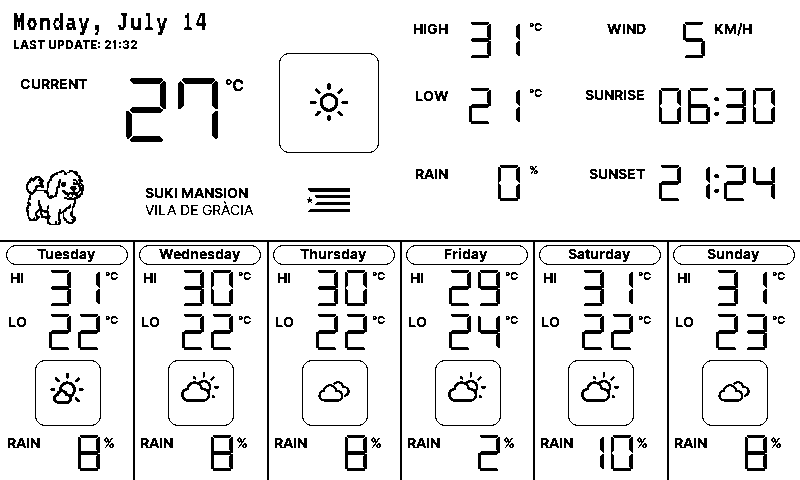 Monday, July 14
LAST UPDATE: 21:32
CURRENT 27 °C
HIGH 31 °C
WIND 5 KM/H
LOW 21 °C
SUNRISE 06:30
RAIN 0 %
SUNSET 21:24
SUKI MANSION
VILA DE GRÀCIA
Tuesday
HI 31 °C
LO 22 °C
RAIN 8 %
Wednesday
HI 30 °C
LO 22 °C
RAIN 8 %
Thursday
HI 30 °C
LO 22 °C
RAIN 8 %
Friday
HI 29 °C
LO 24 °C
RAIN 2 %
Saturday
HI 31 °C
LO 22 °C
RAIN 10 %
Sunday
HI 31 °C
LO 23 °C
RAIN 8 %